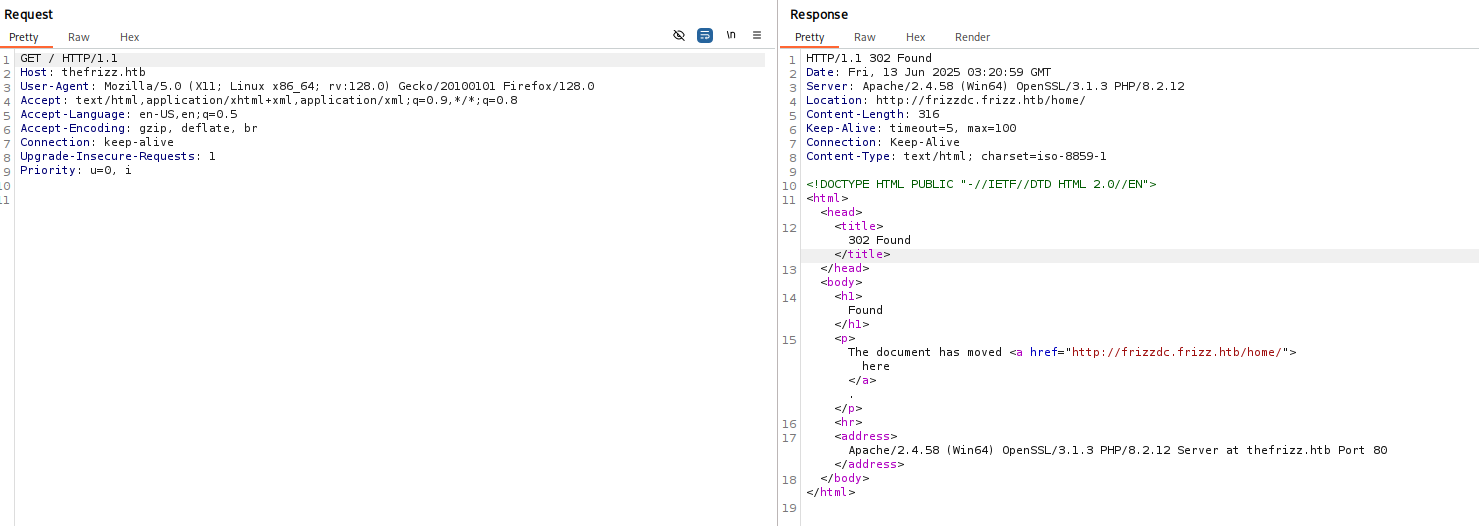 Request
Pretty Raw Hex
\n
1 GET / HTTP/1.1
2 Host: thefrizz.htb
3 User-Agent: Mozilla/5.0 (X11; Linux x86_64; rv:128.0) Gecko/20100101 Firefox/128.0
4 Accept: text/html,application/xhtml+xml,application/xml;q=0.9,*/*;q=0.8
5 Accept-Language: en-US,en;q=0.5
6 Accept-Encoding: gzip, deflate, br
7 Connection: keep-alive
8 Upgrade-Insecure-Requests: 1
9 Priority: u=0, i
10
11
Response
Pretty Raw Hex Render
1 HTTP/1.1 302 Found
2 Date: Fri, 13 Jun 2025 03:20:59 GMT
3 Server: Apache/2.4.58 (Win64) OpenSSL/3.1.3 PHP/8.2.12
4 Location: http://frizzdc.frizz.htb/home/
5 Content-Length: 316
6 Keep-Alive: timeout=5, max=100
7 Connection: Keep-Alive
8 Content-Type: text/html; charset=iso-8859-1
9
10 <!DOCTYPE HTML PUBLIC "-//IETF//DTD HTML 2.0//EN">
11 <html>
<head>
12 <title>
302 Found
</title>
13 </head>
<body>
14 <h1>
Found
</h1>
15 <p>
The document has moved <a href="http://frizzdc.frizz.htb/home/">
here
</a>
.
</p>
16 <hr>
17 <address>
Apache/2.4.58 (Win64) OpenSSL/3.1.3 PHP/8.2.12 Server at thefrizz.htb Port 80
</address>
18 </body>
</html>
19